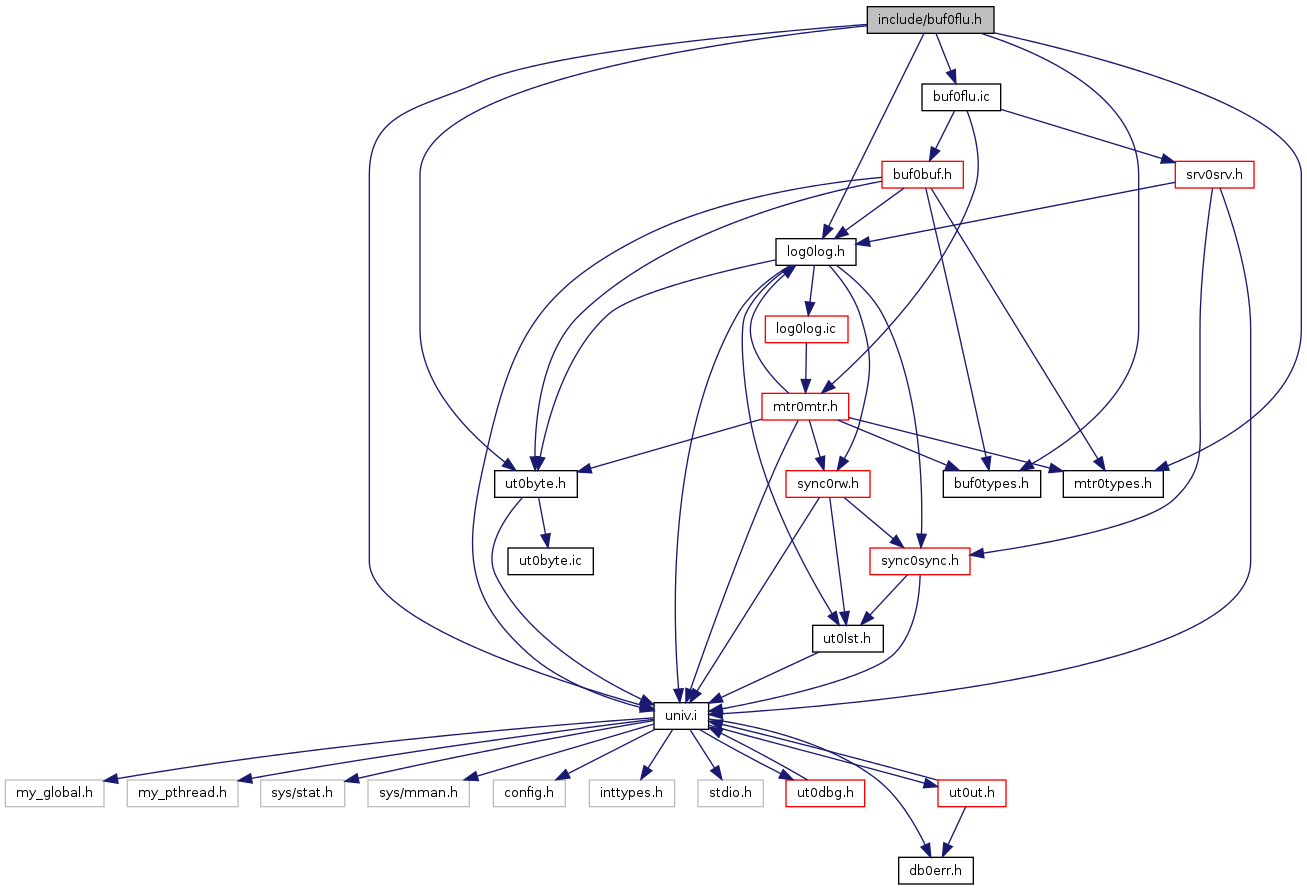 include/buf0flu.h
buf0flu.ic
buf0buf.h
srv0srv.h
log0log.h
log0log.ic
mtr0mtr.h
ut0byte.h
sync0rw.h
buf0types.h
mtr0types.h
ut0byte.ic
sync0sync.h
ut0lst.h
univ.i
my_global.h
my_pthread.h
sys/stat.h
sys/mman.h
config.h
inttypes.h
stdio.h
ut0dbg.h
ut0ut.h
db0err.h